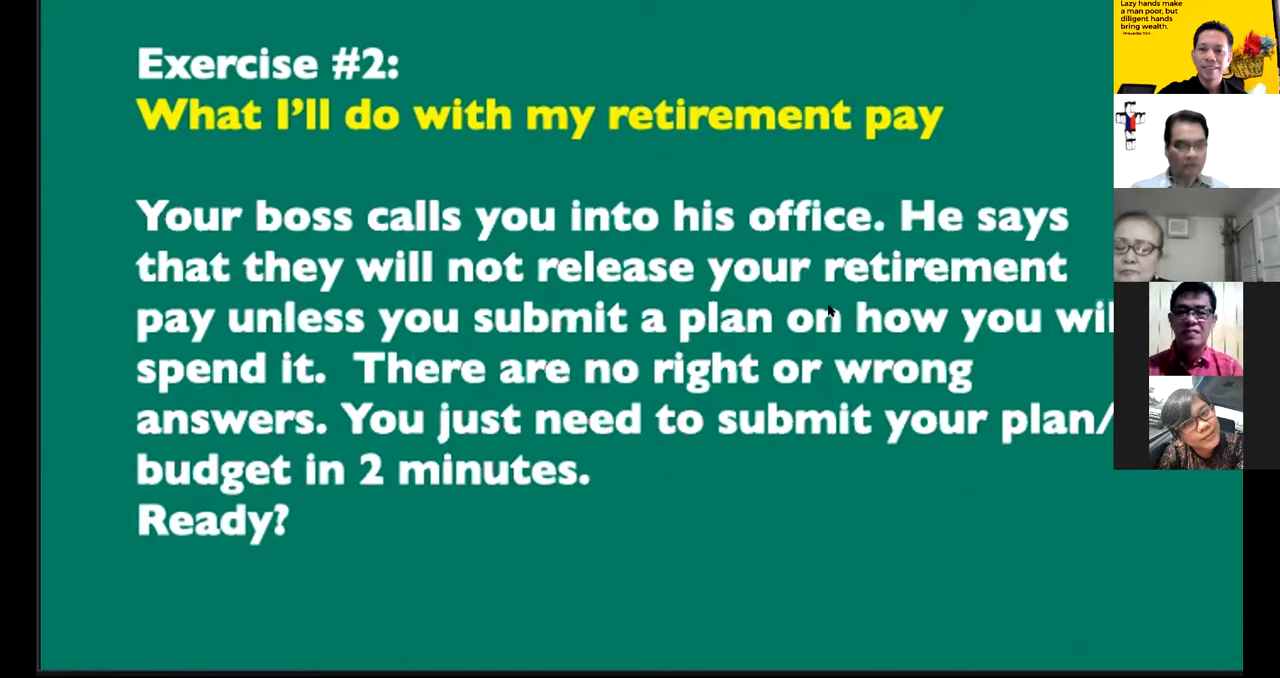 Exercise #2:
What I'll do with my retirement pay
Your boss calls you into his office. He says
that they will not release your retirement
pay unless you submit a plan on how you wil
spend it.  There are no right or wrong
answers. You just need to submit your plan/
budget in 2 minutes.
Ready?
Lazy hands make
a man poor, but
diligent hands
bring wealth.
- Proverbs 10:4